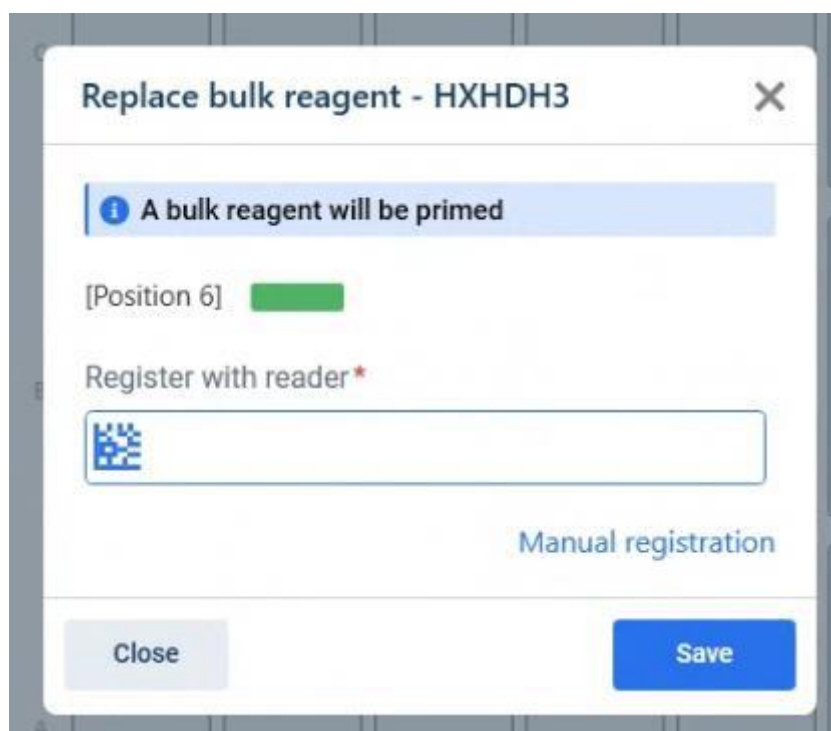 Replace bulk reagent - HXHDH3
A bulk reagent will be primed
[Position 6]
Register with reader*
Manual registration
Close
Save